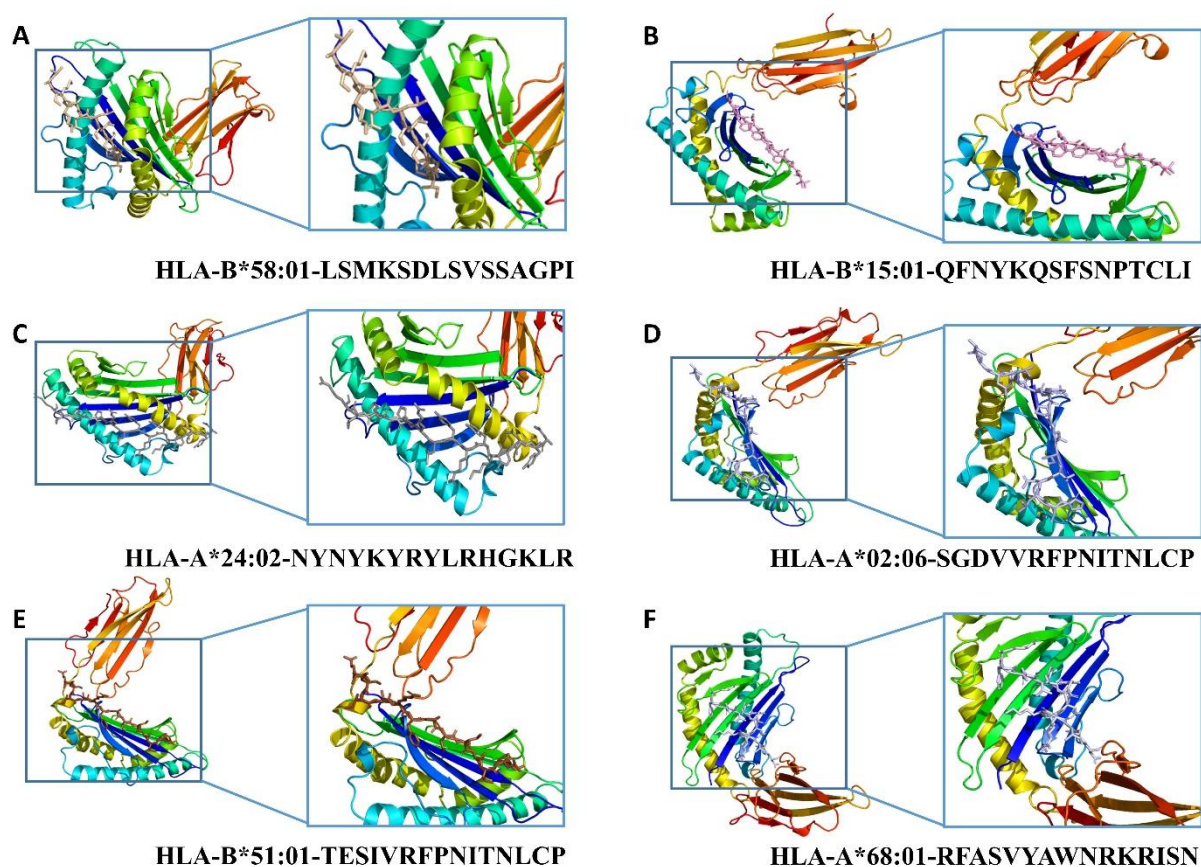 A
B
HLA-B*58:01-LSMKSDLSVSSAGPI
HLA-B*15:01-QFNYKQSFSNPTCLI
C
D
HLA-A*24:02-NYNYKYRYLRHGKLR
HLA-A*02:06-SGDVVRFPNITNLCP
E
F
HLA-B*51:01-TESIVRFPNITNLCP
HLA-A*68:01-RFASVYAWNRKRISN